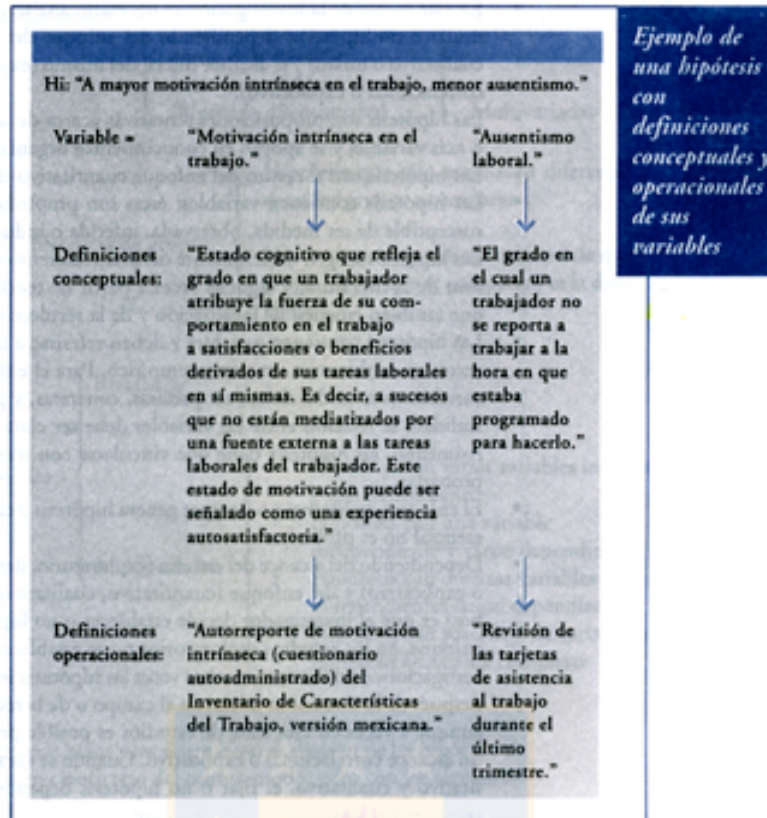 Ejemplo de
una hipótesis
con
definiciones
conceptuales y
operacionales
de sus
variables
Hi: “A mayor motivación intrínseca en el trabajo, menor ausentismo.”
Variable =
“Motivación intrínseca en el
trabajo.”
“Ausentismo
laboral.”
Definiciones
conceptuales:
“Estado cognitivo que refleja el
grado en que un trabajador
atribuye la fuerza de su com-
portamiento en el trabajo
a satisfacciones o beneficios
derivados de sus tareas laborales
en sí mismas. Es decir, a sucesos
que no están mediatizados por
una fuente externa a las tareas
laborales del trabajador. Este
estado de motivación puede ser
señalado como una experiencia
autosatisfactoria.”
“El grado en
el cual un
trabajador no
se reporta a
trabajar a la
hora en que
estaba
programado
para hacerlo.”
Definiciones
operacionales:
“Autorreporte de motivación
intrínseca (cuestionario
autoadministrado) del
Inventario de Características
del Trabajo, versión mexicana.”
“Revisión de
las tarjetas
de asistencia
al trabajo
durante el
último
trimestre.”